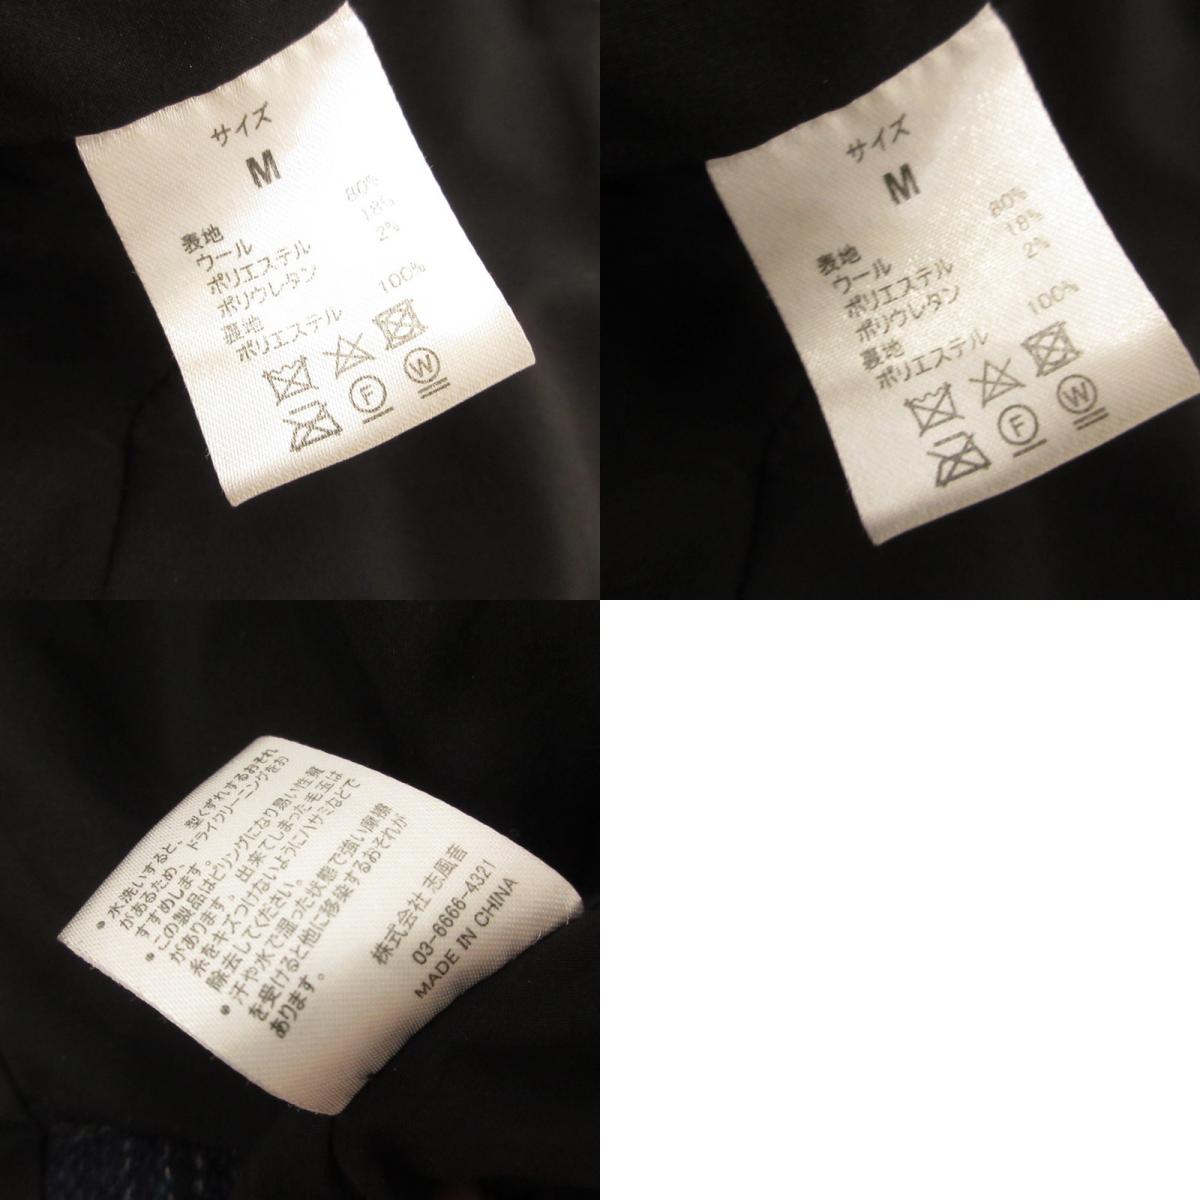 サイズ
M
表地
ウール 80%
ポリエステル 18%
ポリウレタン 2%
裏地
ポリエステル 100%
F
W
サイズ
M
表地
ウール 80%
ポリエステル 18%
ポリウレタン 2%
裏地
ポリエステル 100%
F
W
● 水洗いすると、型くずれするおそれ
があるため、ドライクリーニングをお
すすめします。
● この製品はピリングになり易い性質
があります。出来てしまった毛玉は
糸をキズつけないようにハサミなどで
除去してください。
● 汗や水で湿った状態で強い摩擦
を受けると他に移染するおそれが
あります。
株式会社 志風音
03-6666-4321
MADE IN CHINA